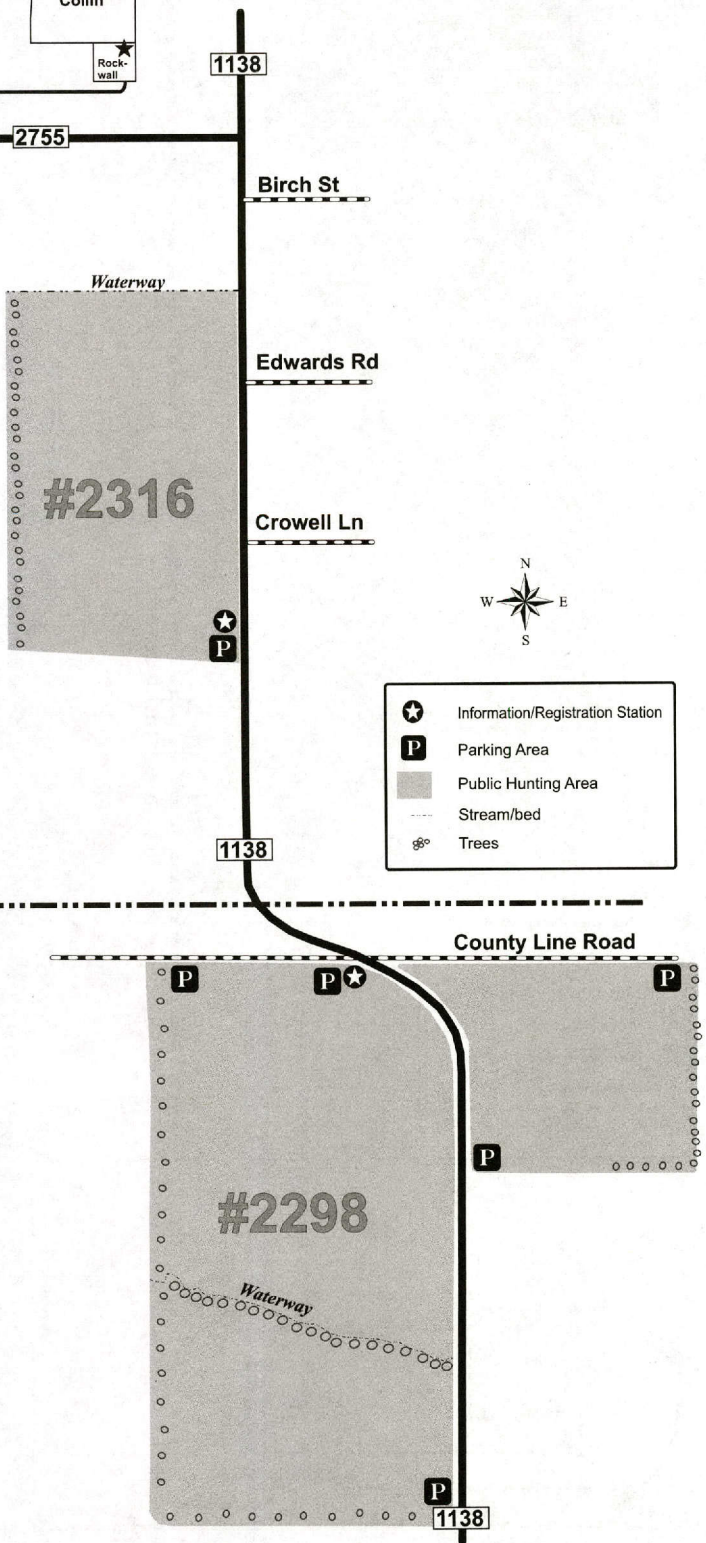 Collin
Rock-
wall
1138
2755
Birch St
Waterway
Edwards Rd
#2316
Crowell Ln
N
W E
S
P
Information/Registration Station
P Parking Area
Public Hunting Area
Stream/bed
Trees
1138
County Line Road
P P P
P
#2298
Waterway
P
1138